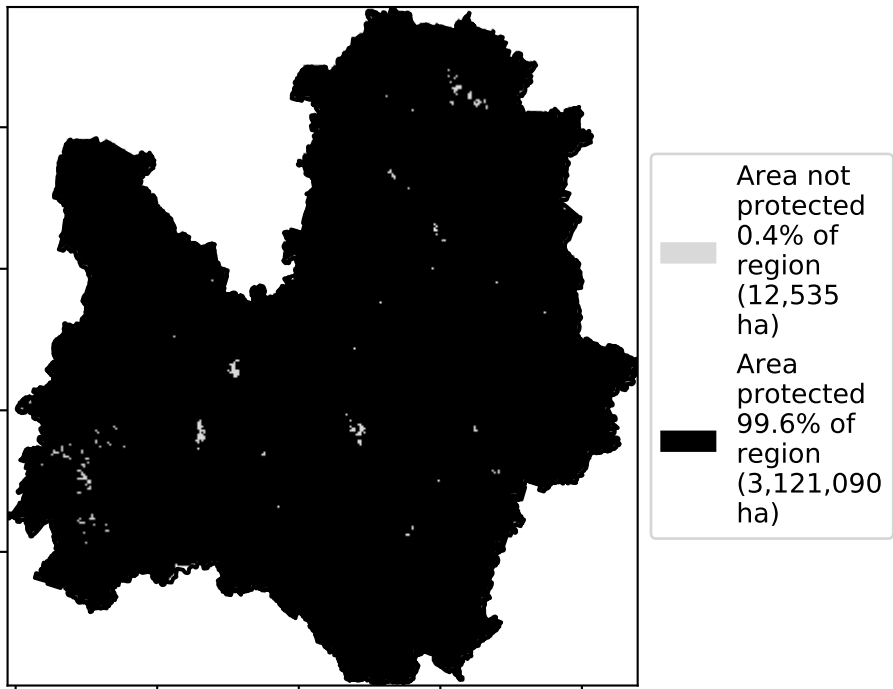 Area not
protected
0.4% of
region
(12,535
ha)
Area
protected
99.6% of
region
(3,121,090
ha)